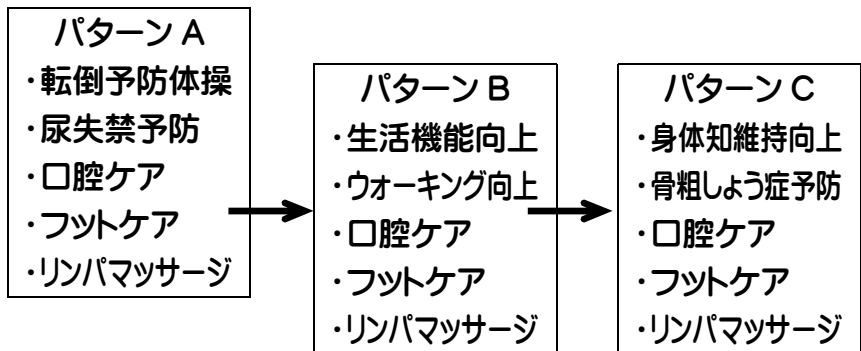 パターン A
・転倒予防体操
・尿失禁予防
・口腔ケア
・フットケア
・リンパマッサージ
パターン B
・生活機能向上
・ウォーキング向上
・口腔ケア
・フットケア
・リンパマッサージ
パターン C
・身体知維持向上
・骨粗しょう症予防
・口腔ケア
・フットケア
・リンパマッサージ